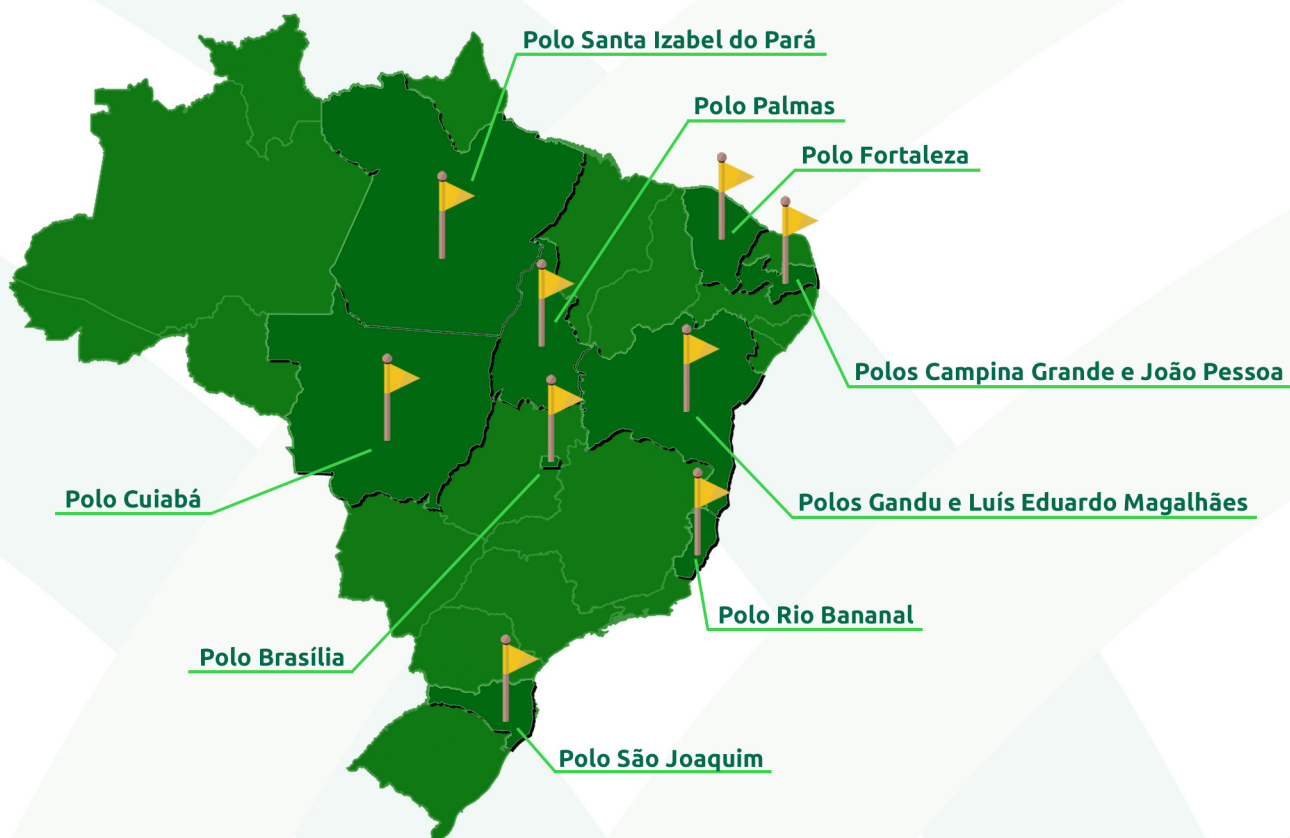 Polo Santa Izabel do Pará
Polo Palmas
Polo Fortaleza
Polos Campina Grande e João Pessoa
Polo Cuiabá
Polos Gandu e Luís Eduardo Magalhães
Polo Rio Bananal
Polo Brasília
Polo São Joaquim